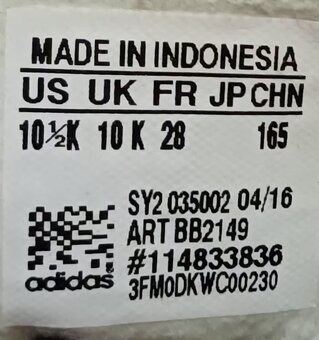 MADE IN INDONESIA
US UK FR JP CHN
10½K 10 K 28 165
SY2 035002 04/16
ART BB2149
#114833836
3FM0DKWC00230
adidas